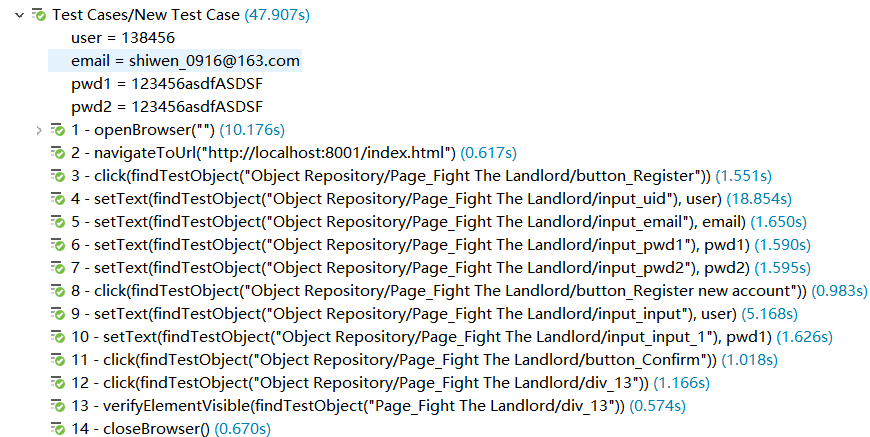 Test Cases/New Test Case (47.907s)
user = 138456
email = shiwen_0916@163.com
pwd1 = 123456asdfASDSF
pwd2 = 123456asdfASDSF
1 - openBrowser("") (10.176s)
2 - navigateToUrl("http://localhost:8001/index.html") (0.617s)
3 - click(findTestObject("Object Repository/Page_Fight The Landlord/button_Register")) (1.551s)
4 - setText(findTestObject("Object Repository/Page_Fight The Landlord/input_uid"), user) (18.854s)
5 - setText(findTestObject("Object Repository/Page_Fight The Landlord/input_email"), email) (1.650s)
6 - setText(findTestObject("Object Repository/Page_Fight The Landlord/input_pwd1"), pwd1) (1.590s)
7 - setText(findTestObject("Object Repository/Page_Fight The Landlord/input_pwd2"), pwd2) (1.595s)
8 - click(findTestObject("Object Repository/Page_Fight The Landlord/button_Register new account")) (0.983s)
9 - setText(findTestObject("Object Repository/Page_Fight The Landlord/input_input"), user) (5.168s)
10 - setText(findTestObject("Object Repository/Page_Fight The Landlord/input_input_1"), pwd1) (1.626s)
11 - click(findTestObject("Object Repository/Page_Fight The Landlord/button_Confirm")) (1.018s)
12 - click(findTestObject("Object Repository/Page_Fight The Landlord/div_13")) (1.166s)
13 - verifyElementVisible(findTestObject("Page_Fight The Landlord/div_13")) (0.574s)
14 - closeBrowser() (0.670s)